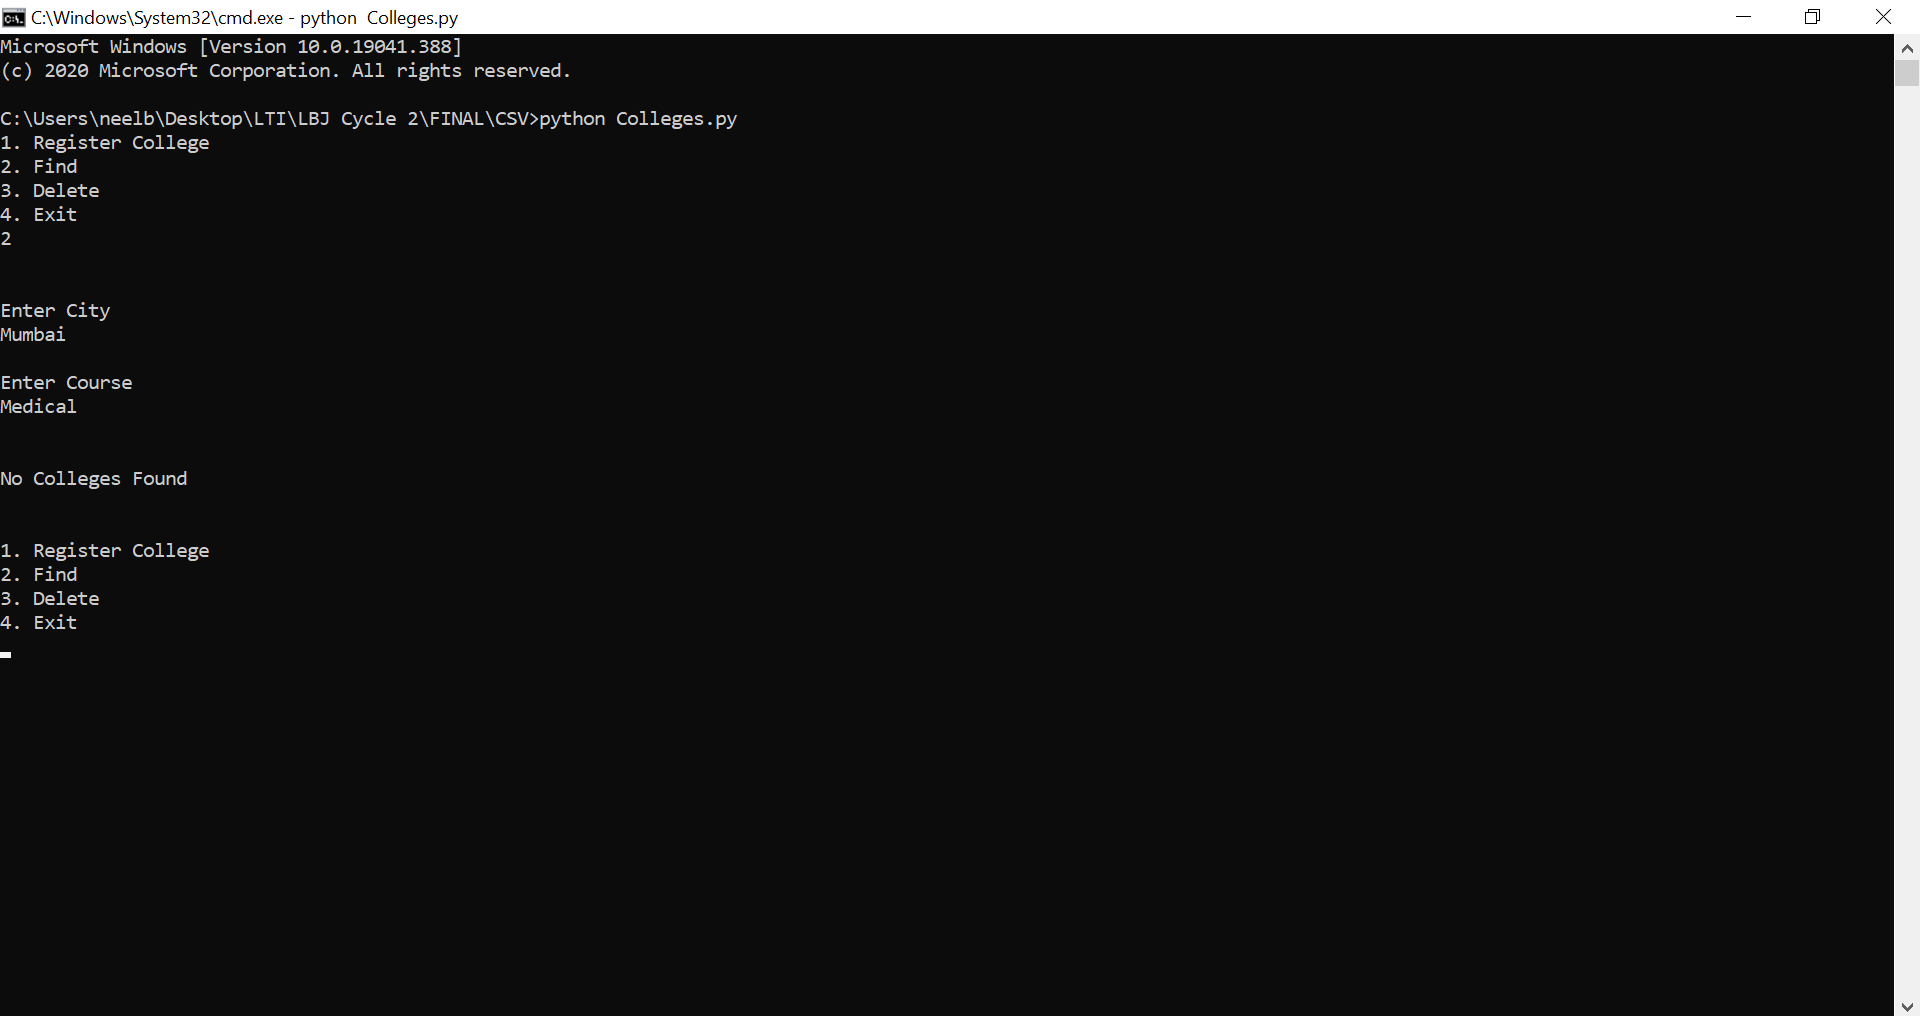 C:\Windows\System32\cmd.exe - python  Colleges.py
Microsoft Windows [Version 10.0.19041.388]
(c) 2020 Microsoft Corporation. All rights reserved.
C:\Users\neelb\Desktop\LTI\LBJ Cycle 2\FINAL\CSV>python Colleges.py
1. Register College
2. Find
3. Delete
4. Exit
2
Enter City
Mumbai
Enter Course
Medical
No Colleges Found
1. Register College
2. Find
3. Delete
4. Exit